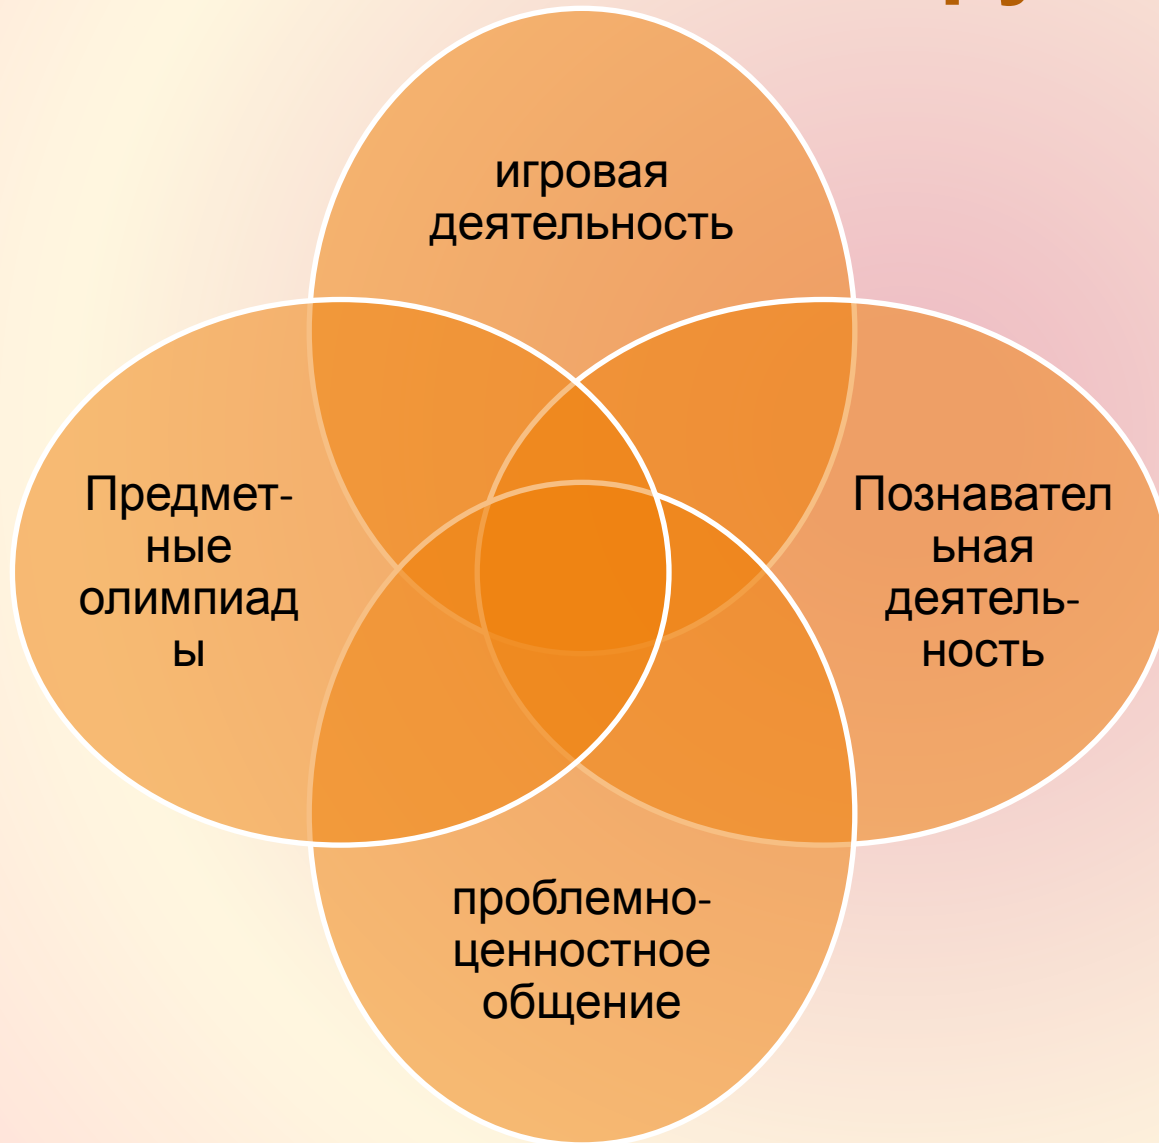 игровая
деятельность
Предмет-
ные
олимпиад
ы
Познавател
ьная
деятель-
ность
проблемно-
ценностное
общение